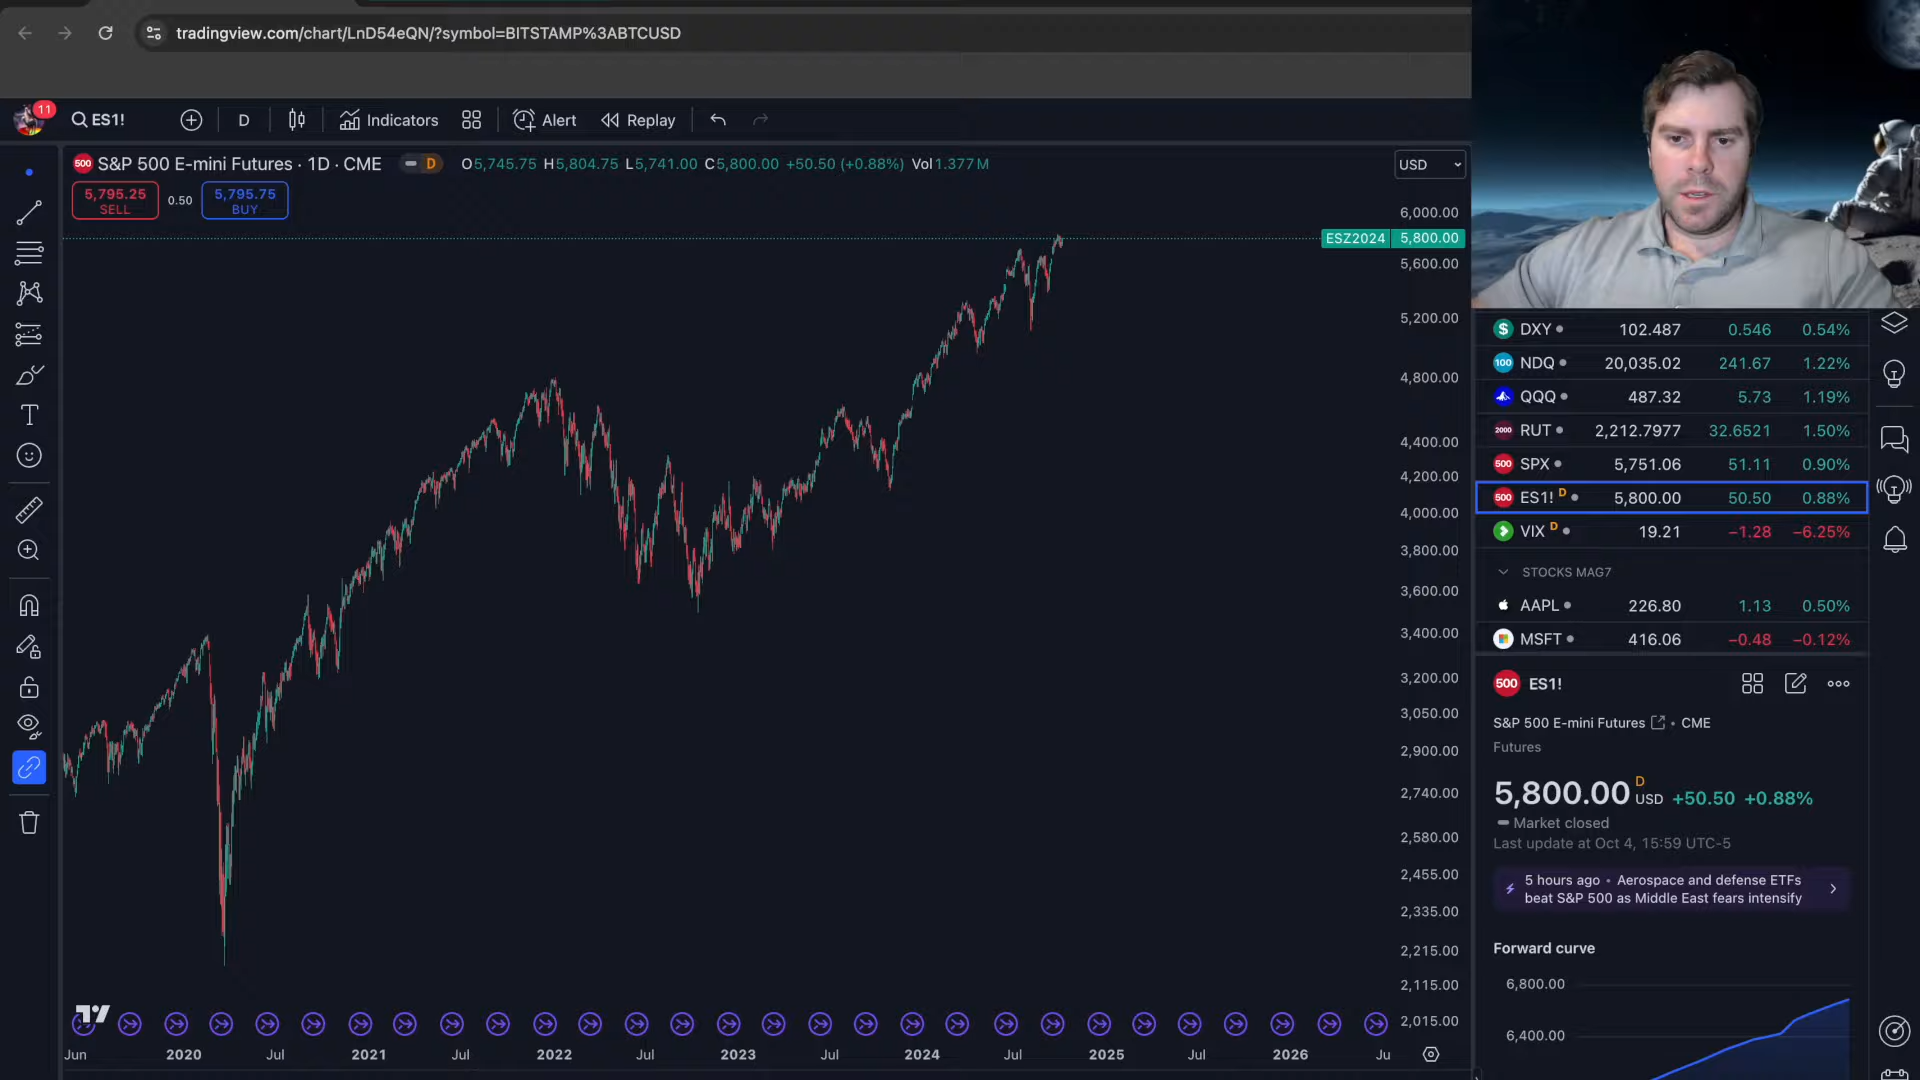 tradingview.com/chart/LnD54eQN/?symbol=BITSTAMP%3ABTCUSD
11
ES1!
D
Indicators
Alert
Replay
500 S&P 500 E-mini Futures · 1D · CME D O5,745.75 H5,804.75 L5,741.00 C5,800.00 +50.50 (+0.88%) Vol1.377 M
USD
5,795.25
SELL
0.50
5,795.75
BUY
6,000.00
ESZ2024 5,800.00
5,600.00
5,200.00
4,800.00
4,400.00
4,200.00
4,000.00
3,800.00
3,600.00
3,400.00
3,200.00
3,050.00
2,900.00
2,740.00
2,580.00
2,455.00
2,335.00
2,215.00
2,115.00
2,015.00
Jun 2020 Jul 2021 Jul 2022 Jul 2023 Jul 2024 Jul 2025 Jul 2026 Ju
$ DXY 102.487 0.546 0.54%
100 NDQ 20,035.02 241.67 1.22%
QQQ 487.32 5.73 1.19%
2000 RUT 2,212.7977 32.6521 1.50%
500 SPX 5,751.06 51.11 0.90%
500 ES1! D 5,800.00 50.50 0.88%
VIX D 19.21 −1.28 −6.25%
STOCKS MAG7
AAPL 226.80 1.13 0.50%
MSFT 416.06 −0.48 −0.12%
500 ES1!
S&P 500 E-mini Futures • CME
Futures
5,800.00 D USD +50.50 +0.88%
Market closed
Last update at Oct 4, 15:59 UTC-5
5 hours ago • Aerospace and defense ETFs
beat S&P 500 as Middle East fears intensify
Forward curve
6,800.00
6,400.00